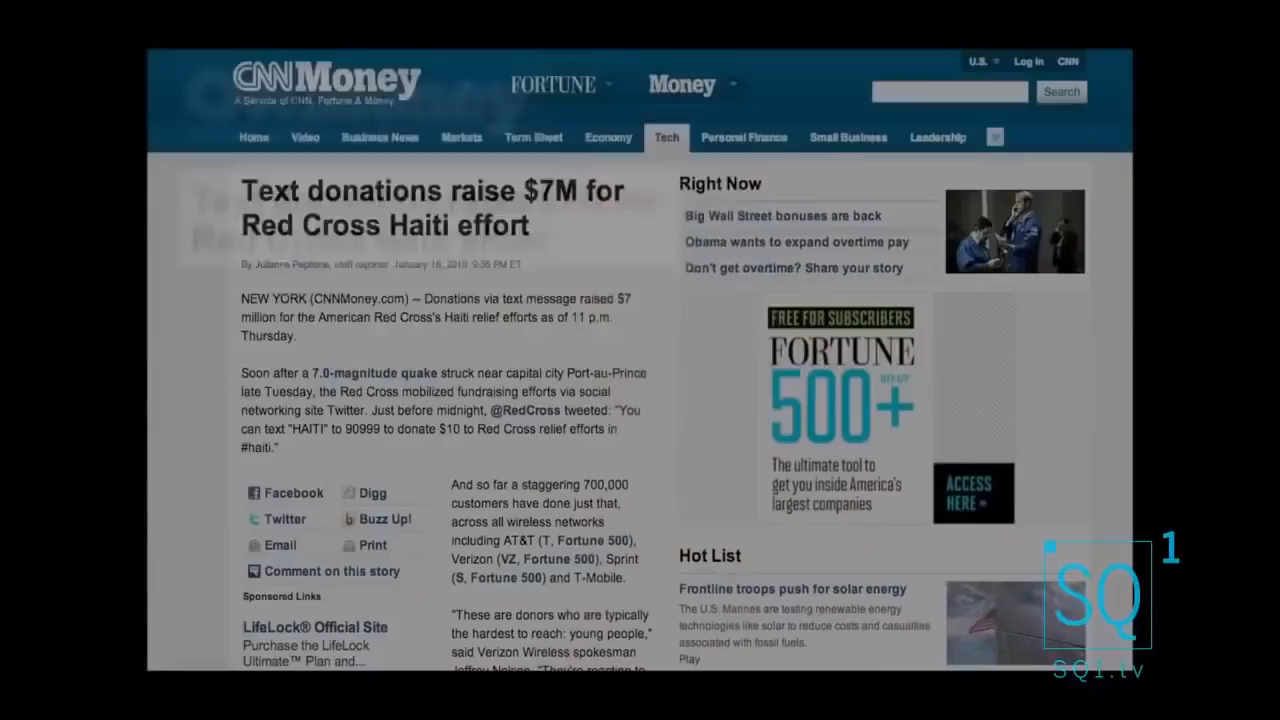 U.S. Log In CNN
CNNMoney
A Service of CNN, Fortune & Money
FORTUNE Money
Search
Home Video Business News Markets Term Sheet Economy Tech Personal Finance Small Business Leadership
Text donations raise $7M for
Red Cross Haiti effort
staff reporter January 16, 2010: 9:35 PM ET
NEW YORK (CNNMoney.com) -- Donations via text message raised $7
million for the American Red Cross's Haiti relief efforts as of 11 p.m.
Thursday.
Soon after a 7.0-magnitude quake struck near capital city Port-au-Prince
late Tuesday, the Red Cross mobilized fundraising efforts via social
networking site Twitter. Just before midnight, @RedCross tweeted: "You
can text "HAITI" to 90999 to donate $10 to Red Cross relief efforts in
#haiti."
Facebook Digg
Twitter Buzz Up!
Email Print
Comment on this story
Sponsored Links
LifeLock® Official Site
Purchase the LifeLock
Ultimate™ Plan and...
And so far a staggering 700,000
customers have done just that,
across all wireless networks
including AT&T (T, Fortune 500),
Verizon (VZ, Fortune 500), Sprint
(S, Fortune 500) and T-Mobile.
"These are donors who are typically
the hardest to reach: young people,"
said Verizon Wireless spokesman
Right Now
Big Wall Street bonuses are back
Obama wants to expand overtime pay
Don't get overtime? Share your story
FREE FOR SUBSCRIBERS
FORTUNE
500+
The ultimate tool to
get you inside America's
largest companies
ACCESS
HERE »
Hot List
Frontline troops push for solar energy
The U.S. Marines are testing renewable energy
technologies like solar to reduce costs and casualties
associated with fossil fuels.
Play
SQ 1
SQ1.tv